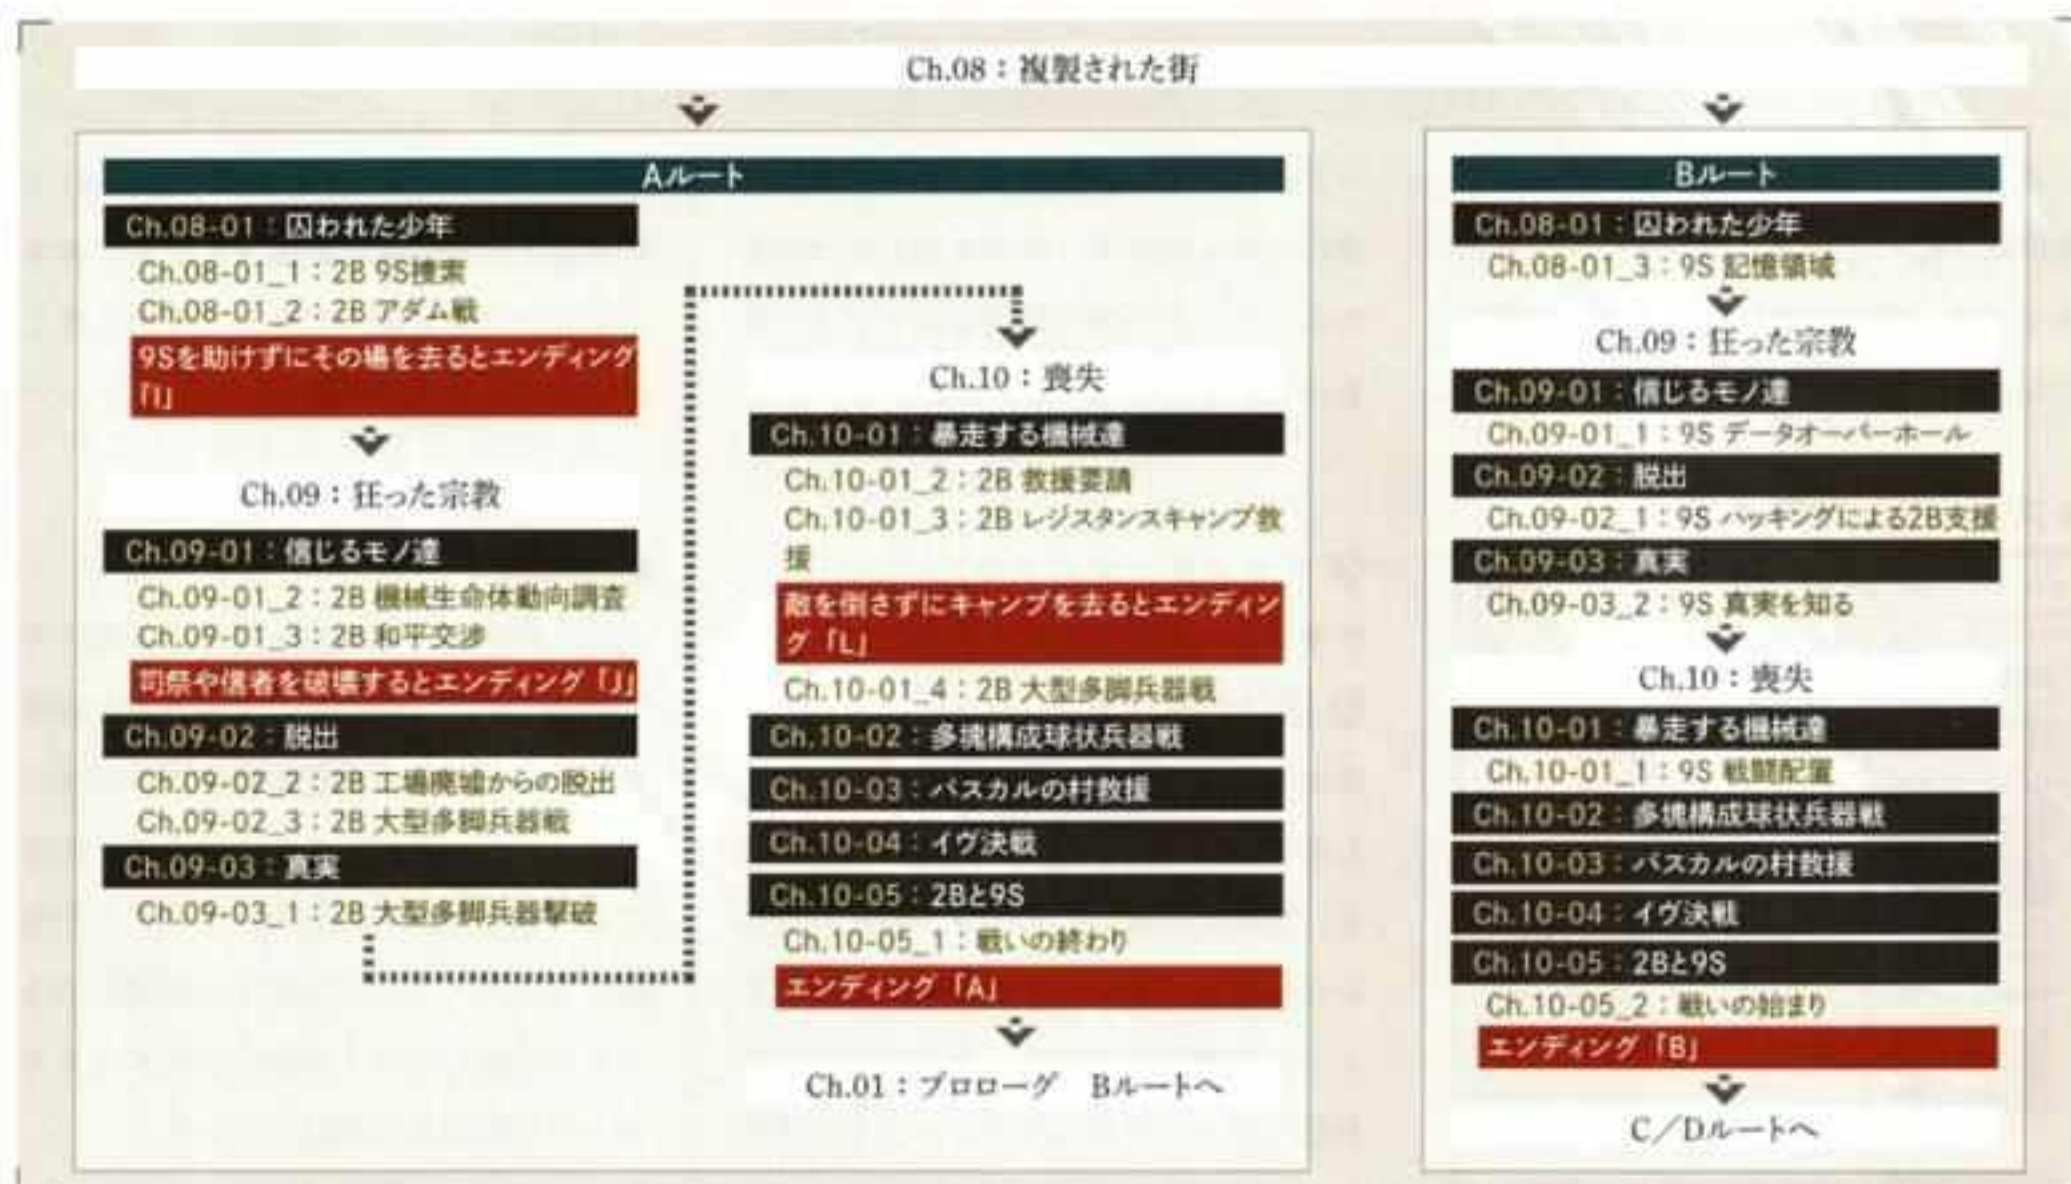 Ch.08：複製された街
Aルート
Ch.08-01：囚われた少年
Ch.08-01_1：2B 9S捜索
Ch.08-01_2：2B アダム戦
9Sを助けずにその場を去るとエンディング
「I」
Ch.09：狂った宗教
Ch.09-01：信じるモノ達
Ch.09-01_2：2B 機械生命体動向調査
Ch.09-01_3：2B 和平交渉
司祭や信者を破壊するとエンディング「J」
Ch.09-02：脱出
Ch.09-02_2：2B 工場廃墟からの脱出
Ch.09-02_3：2B 大型多脚兵器戦
Ch.09-03：真実
Ch.09-03_1：2B 大型多脚兵器撃破
Ch.10：喪失
Ch.10-01：暴走する機械達
Ch.10-01_2：2B 救援要請
Ch.10-01_3：2B レジスタンスキャンプ救
援
敵を倒さずにキャンプを去るとエンディン
グ「L」
Ch.10-01_4：2B 大型多脚兵器戦
Ch.10-02：多塊構成球状兵器戦
Ch.10-03：パスカルの村救援
Ch.10-04：イヴ決戦
Ch.10-05：2Bと9S
Ch.10-05_1：戦いの終わり
エンディング「A」
Ch.01：プロローグ　Bルートへ
Bルート
Ch.08-01：囚われた少年
Ch.08-01_3：9S 記憶領域
Ch.09：狂った宗教
Ch.09-01：信じるモノ達
Ch.09-01_1：9S データオーバーホール
Ch.09-02：脱出
Ch.09-02_1：9S ハッキングによる2B支援
Ch.09-03：真実
Ch.09-03_2：9S 真実を知る
Ch.10：喪失
Ch.10-01：暴走する機械達
Ch.10-01_1：9S 戦闘配置
Ch.10-02：多塊構成球状兵器戦
Ch.10-03：パスカルの村救援
Ch.10-04：イヴ決戦
Ch.10-05：2Bと9S
Ch.10-05_2：戦いの始まり
エンディング「B」
C／Dルートへ